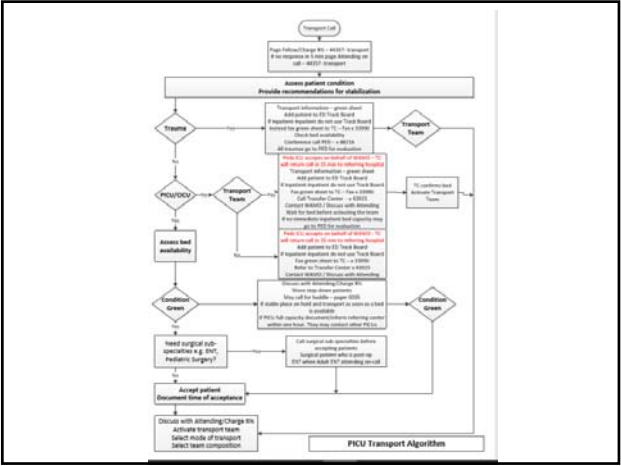 Transport Call
Page Fellow/Charge RN – 44357- transport
If no response in 5 min page Attending on
call – 44357- transport
Assess patient condition
Provide recommendations for stabilization
Trauma
Yes
Transport information – green sheet
Add patient to ED Track Board
If inpatient-inpatient do not use Track Board
instead fax green sheet to TC – Fax x
Check bed availability
Conference call PED –
All trauma go to PED for evaluation
Transport
Team
No
Peds ICU accepts on behalf of – TC
will return call in 15 min to referring hospital
Transport information – green sheet
Add patient to ED Track Board
If inpatient-inpatient do not use Track Board
Fax green sheet to TC – Fax
Call Transfer Center -
Contact / Discuss with Attending
Wait for bed before activating the team
If no immediate inpatient bed capacity may
go to PED for evaluation
PICU/CICU
Yes
Transport
Team
Yes
TC confirms bed
Activate Transport
Team
Yes
No
Peds ICU accepts on behalf of – TC
will return call in 15 min to referring hospital
Add patient to ED Track Board
If inpatient-inpatient do not use Track Board
Fax green sheet to TC –
Refer to Transfer Center
Contact / Discuss with Attending
Assess bed
availability
Condition
Green
Discuss with Attending/Charge RN
Move step-down patients
May call for huddle – pager
If stable place on hold and transport as soon as a bed
is available
If PICU full capacity document/inform referring center
within one hour. They may contact other PICUs
Condition
Green
Yes
Need surgical sub-
specialties e.g. ENT,
Pediatric Surgery?
Yes
Call surgical sub specialties before
accepting patients
Surgical patient who is post-op
ENT when Adult ENT attending on-call
No
Accept patient
Document time of acceptance
Discuss with Attending/Charge RN
Activate transport team
Select mode of transport
Select team composition
PICU Transport Algorithm